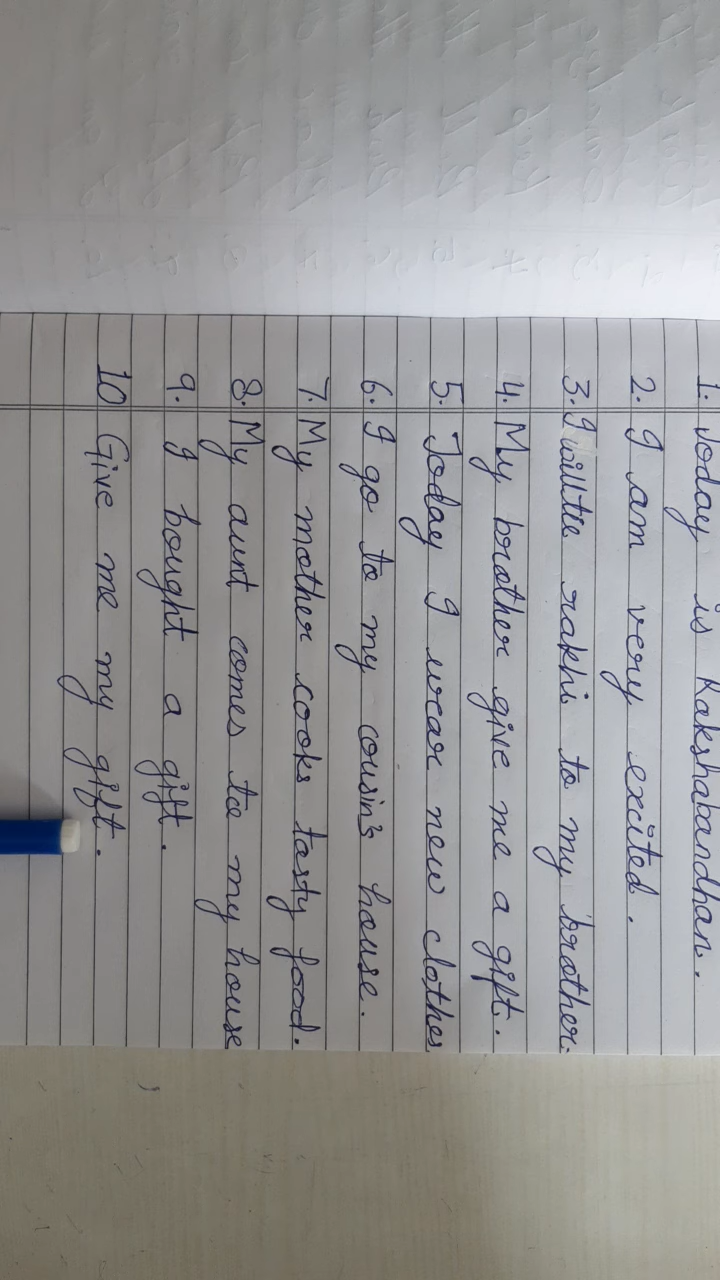 1. Today is Rakshabandhan.
2. I am very excited.
3. I will tie rakhi to my brother.
4. My brother give me a gift.
5. Today I wear new clothes
6. I go to my cousin's house.
7. My mother cooks tasty food.
8. My aunt comes to my house
9. I bought a gift.
10 Give me my gift.